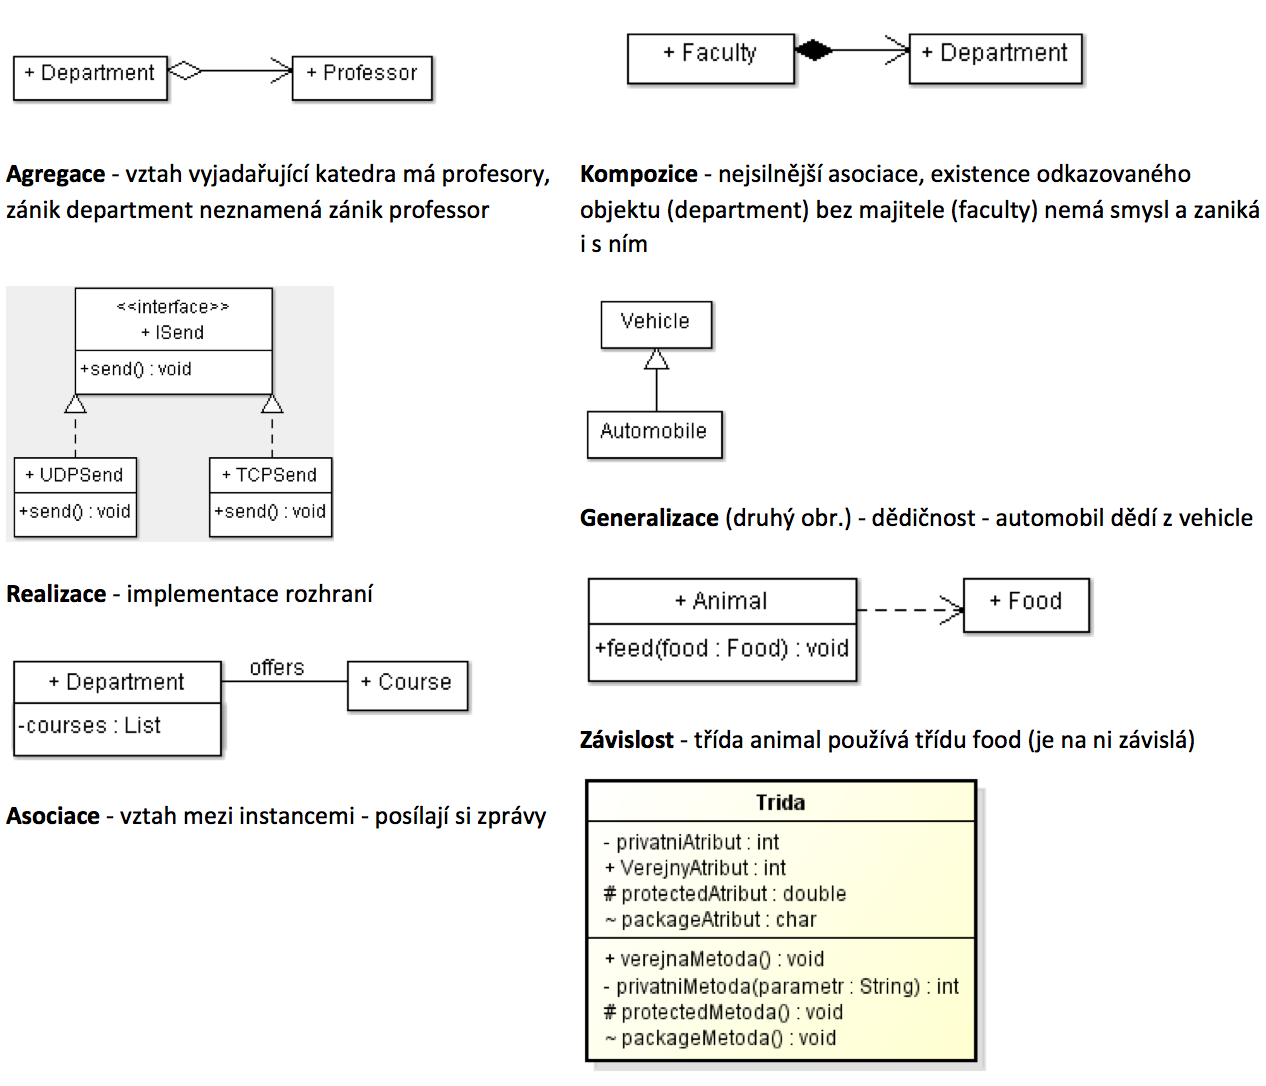 + Department
+ Professor
Agregace - vztah vyjadařující katedra má profesory,
zánik department neznamená zánik professor
<<interface>>
+ ISend
+send() : void
+ UDPSend
+send() : void
+ TCPSend
+send() : void
Realizace - implementace rozhraní
+ Department
-courses : List
offers
+ Course
Asociace - vztah mezi instancemi - posílají si zprávy
+ Faculty
+ Department
Kompozice - nejsilnější asociace, existence odkazovaného
objektu (department) bez majitele (faculty) nemá smysl a zaniká
i s ním
Vehicle
Automobile
Generalizace (druhý obr.) - dědičnost - automobil dědí z vehicle
+ Animal
+feed(food : Food) : void
+ Food
Závislost - třída animal používá třídu food (je na ni závislá)
Trida
- privatniAtribut : int
+ VerejnyAtribut : int
# protectedAtribut : double
~ packageAtribut : char
+ verejnaMetoda() : void
- privatniMetoda(parametr : String) : int
# protectedMetoda() : void
~ packageMetoda() : void